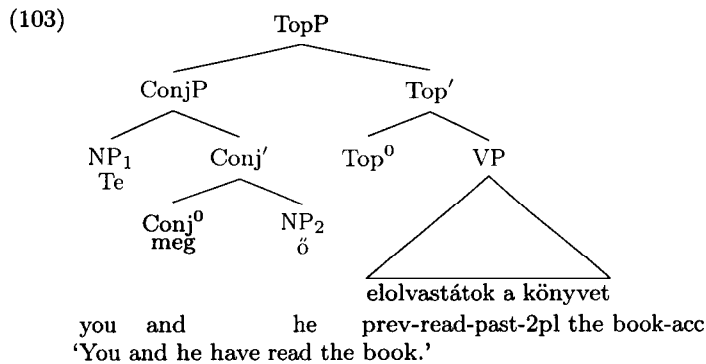 (103)
TopP
ConjP Top′
NP₁ Conj′ Top⁰ VP
Te
Conj⁰ NP₂
meg ő
elolvastátok a könyvet
you and he prev-read-past-2pl the book-acc
‘You and he have read the book.’